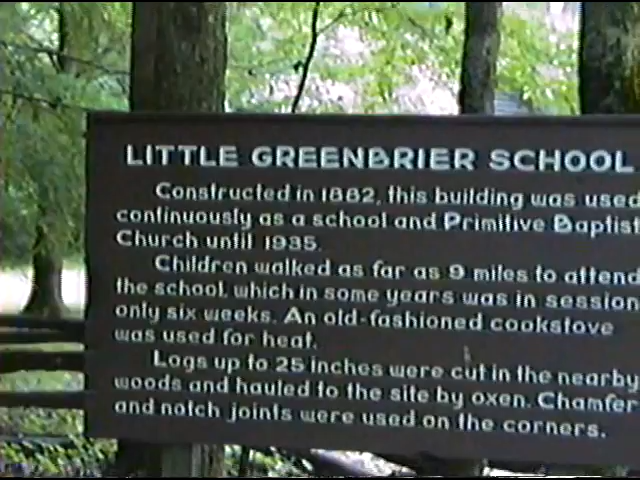 LITTLE GREENBRIER SCHOOL
Constructed in 1882, this building was used
continuously as a school and Primitive Baptist
Church until 1935.
Children walked as far as 9 miles to attend
the school, which in some years was in session
only six weeks. An old-fashioned cookstove
was used for heat.
Logs up to 25 inches were cut in the nearby
woods and hauled to the site by oxen. Chamfer
and notch joints were used on the corners.